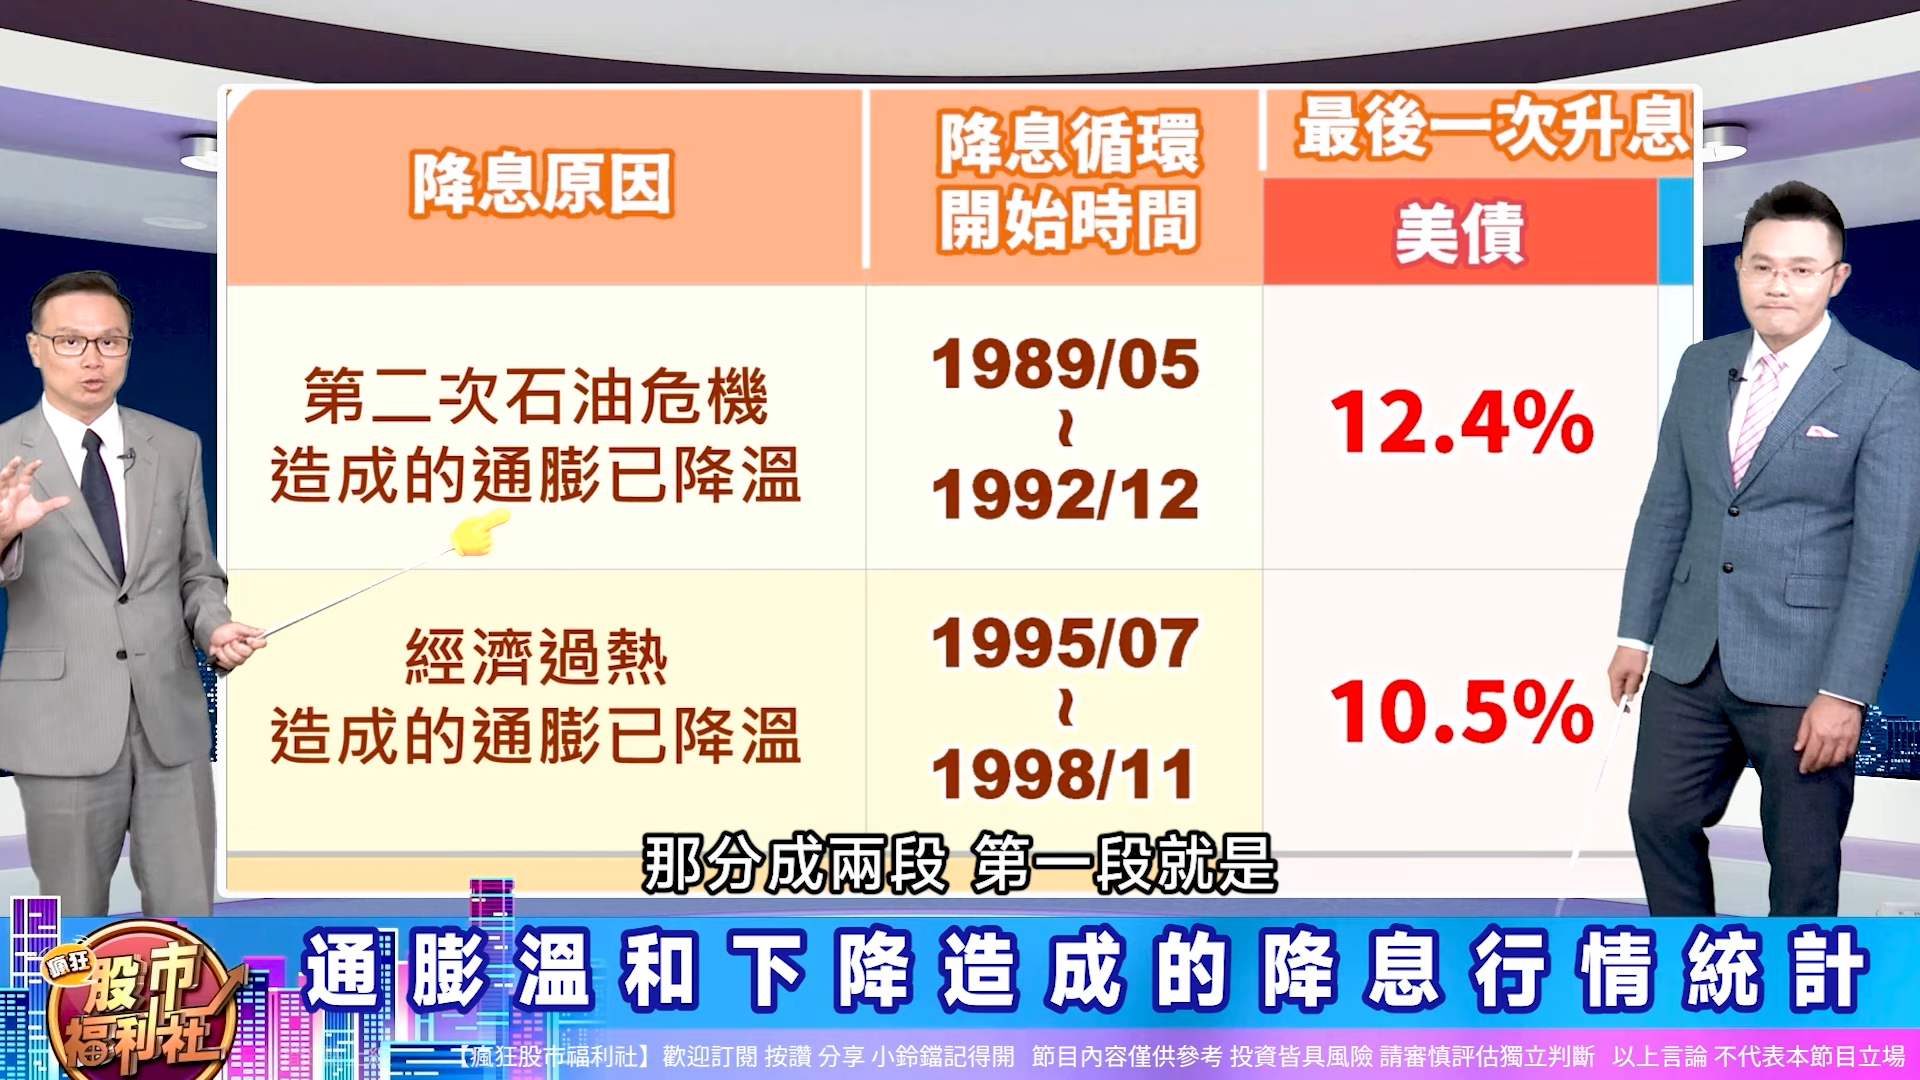 降息原因
降息循環
開始時間
最後一次升息
美債
第二次石油危機
造成的通膨已降溫
1989/05
~
1992/12
12.4%
經濟過熱
造成的通膨已降溫
1995/07
~
1998/11
10.5%
那分成兩段 第一段就是
通膨溫和下降造成的降息行情統計
瘋狂
股市
福利社
【瘋狂股市福利社】歡迎訂閱 按讚 分享 小鈴鐺記得開 節目內容僅供參考 投資皆具風險 請審慎評估獨立判斷 以上言論 不代表本節目立場